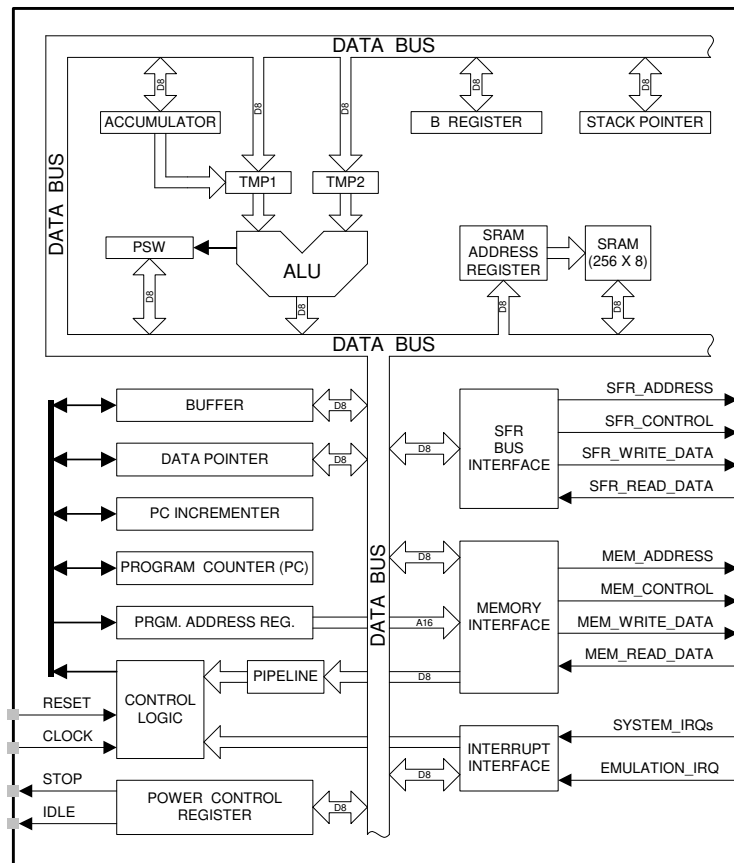 DATA BUS
D8
D8
D8
D8
D8
ACCUMULATOR
B REGISTER
STACK POINTER
DATA BUS
TMP1
TMP2
PSW
ALU
SRAM
ADDRESS
REGISTER
SRAM
(256 X 8)
D8
D8
D8
D8
DATA BUS
BUFFER
D8
DATA POINTER
D8
PC INCREMENTER
PROGRAM COUNTER (PC)
PRGM. ADDRESS REG.
DATA BUS
D8
SFR
BUS
INTERFACE
SFR_ADDRESS
SFR_CONTROL
SFR_WRITE_DATA
SFR_READ_DATA
D8
A16
D8
MEMORY
INTERFACE
MEM_ADDRESS
MEM_CONTROL
MEM_WRITE_DATA
MEM_READ_DATA
PIPELINE
CONTROL
LOGIC
RESET
CLOCK
D8
INTERRUPT
INTERFACE
SYSTEM_IRQs
EMULATION_IRQ
STOP
IDLE
POWER CONTROL
REGISTER
D8